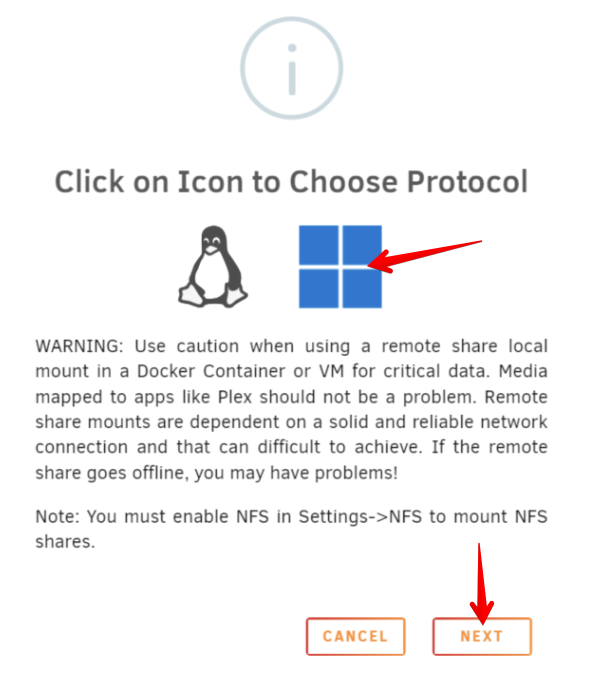 Click on Icon to Choose Protocol
WARNING: Use caution when using a remote share local
mount in a Docker Container or VM for critical data. Media
mapped to apps like Plex should not be a problem. Remote
share mounts are dependent on a solid and reliable network
connection and that can difficult to achieve. If the remote
share goes offline, you may have problems!
Note: You must enable NFS in Settings->NFS to mount NFS
shares.
CANCEL NEXT